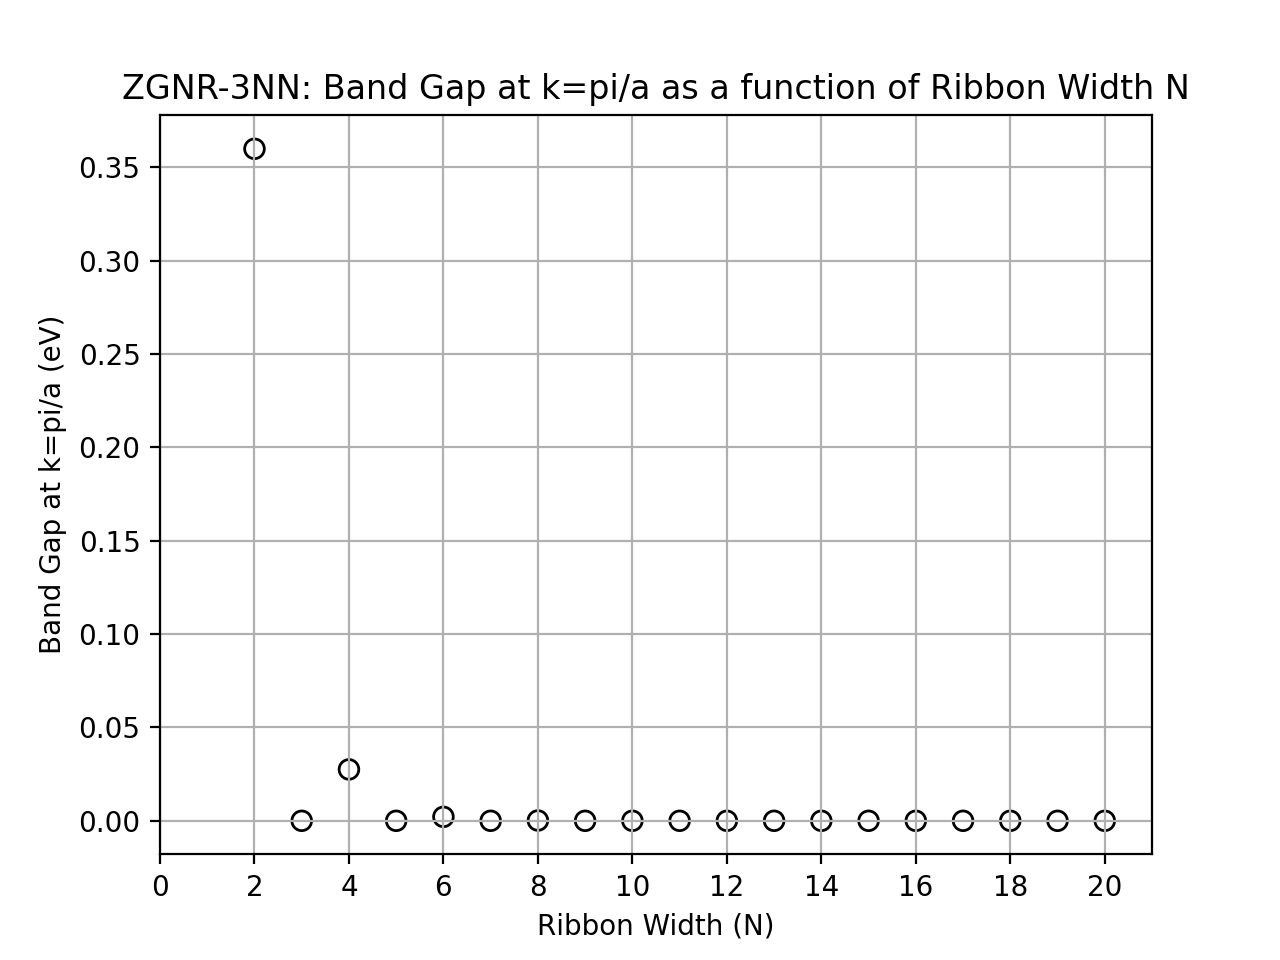 ZGNR-3NN: Band Gap at k=pi/a as a function of Ribbon Width N
Band Gap at k=pi/a (eV)
0.35
0.30
0.25
0.20
0.15
0.10
0.05
0.00
0 2 4 6 8 10 12 14 16 18 20
Ribbon Width (N)